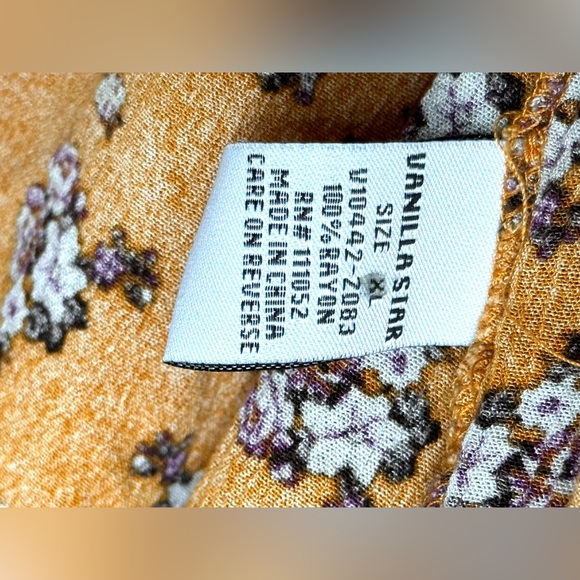 VANILLA STAR
SIZE XL
V10442-2083
100% RAYON
RN# 111052
MADE IN CHINA
CARE ON REVERSE